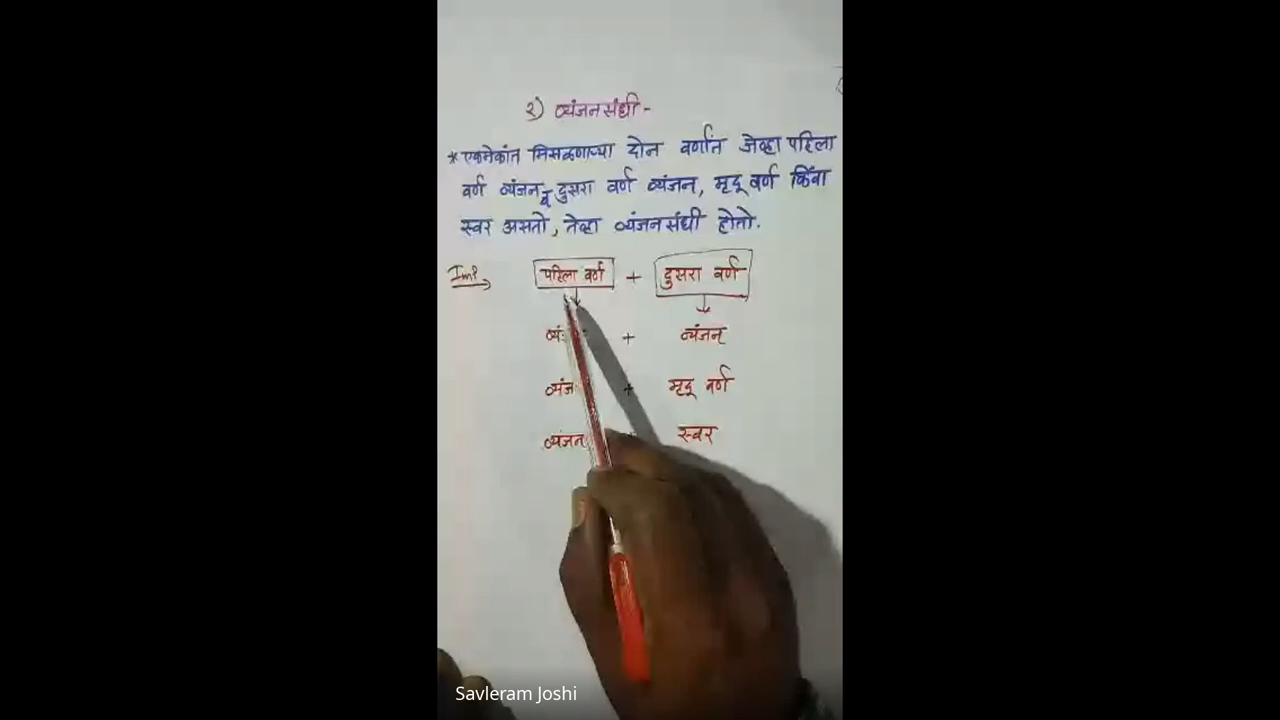 २) व्यंजनसंधी -
* एकमेकांत मिसळणाऱ्या दोन वर्णांत जेव्हा पहिला
वर्ण व्यंजन व दुसरा वर्ण व्यंजन, मृदू वर्ण किंवा
स्वर असतो, तेव्हा व्यंजनसंधी होतो.
Imp पहिला वर्ण + दुसरा वर्ण
+ व्यंजन
+ मृदू वर्ण
व्यंजन स्वर
Savleram Joshi